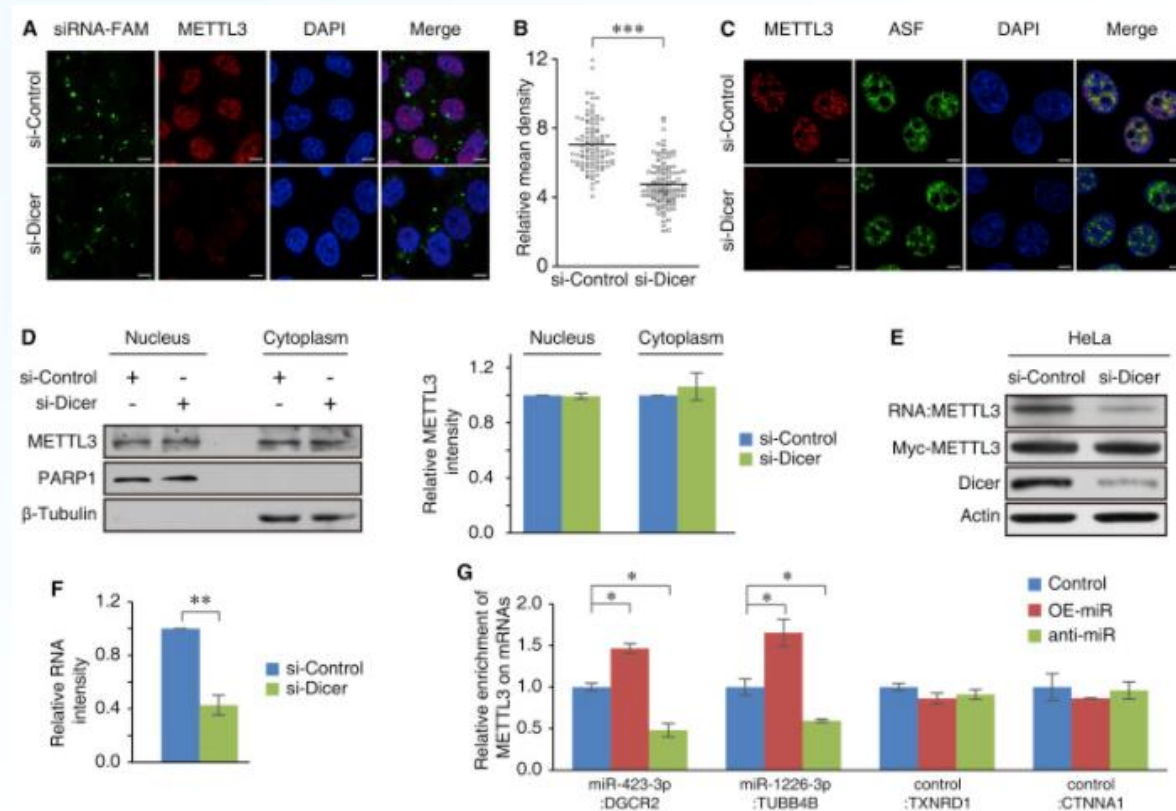 A
siRNA-FAM METTL3 DAPI Merge
si-Control
si-Dicer
B
***
Relative mean density
12
8
4
0
si-Control si-Dicer
C
METTL3 ASF DAPI Merge
si-Control
si-Dicer
D
Nucleus Cytoplasm
si-Control + - + -
si-Dicer - + - +
METTL3
PARP1
β-Tubulin
Nucleus Cytoplasm
Relative METTL3
intensity
1.2
0.8
0.4
0.0
si-Control
si-Dicer
E
HeLa
si-Control si-Dicer
RNA:METTL3
Myc-METTL3
Dicer
Actin
F
**
Relative RNA
intensity
1.2
0.8
0.4
0.0
si-Control
si-Dicer
G
Relative enrichment of
METTL3 on mRNAs
2.0
1.5
1.0
0.5
0.0
*
*
*
*
Control
OE-miR
anti-miR
miR-423-3p miR-1226-3p control control
:DGCR2 :TUBB4B :TXNRD1 :CTNNA1